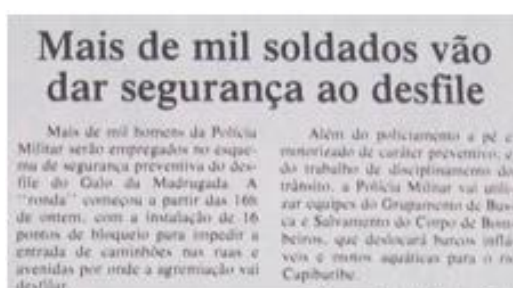 Mais de mil soldados vão
dar segurança ao desfile
Mais de mil homens da Polícia
Militar serão empregados no esque-
ma de segurança preventiva do des-
file do Galo da Madrugada. A
"ronda" começou a partir das 16h
de ontem, com a instalação de 16
pontos de bloqueio para impedir a
entrada de caminhões nas ruas e
avenidas por onde a agremiação vai
desfilar.
Além do policiamento a pé e
motorizado de caráter preventivo, e
do trabalho de disciplinamento do
trânsito, a Polícia Militar vai utili-
zar equipes do Grupamento de Bus-
ca e Salvamento do Corpo de Bom-
beiros, que deslocará barcos inflá-
veis e motos aquáticas para o rio
Capibaribe.